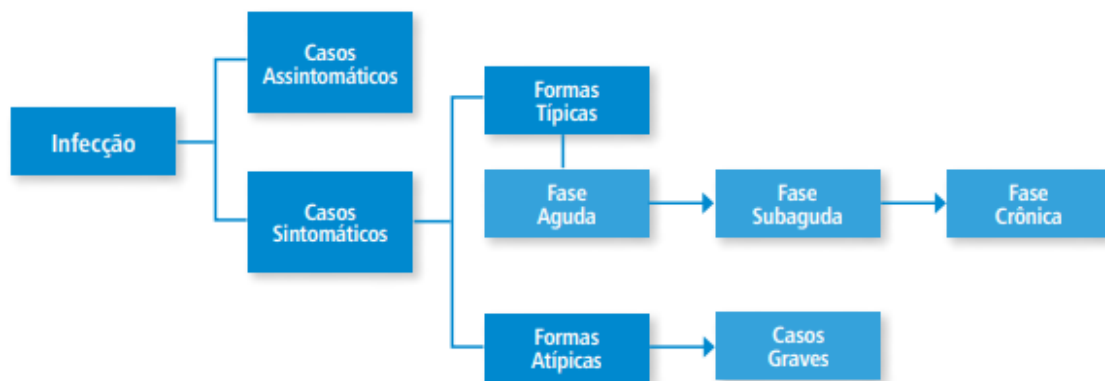 Infecção
Casos
Assintomáticos
Casos
Sintomáticos
Formas
Típicas
Fase
Aguda
Fase
Subaguda
Fase
Crônica
Formas
Atípicas
Casos
Graves